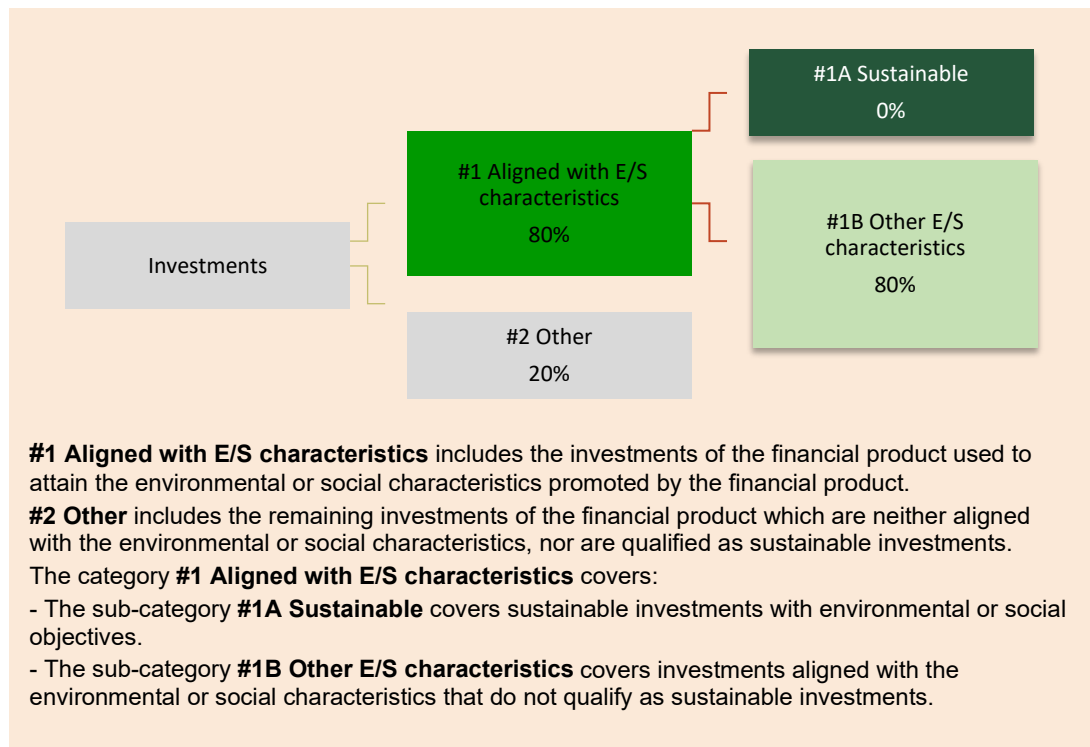 #1A Sustainable
0%
#1 Aligned with E/S
characteristics
80%
#1B Other E/S
characteristics
80%
Investments
#2 Other
20%
#1 Aligned with E/S characteristics includes the investments of the financial product used to
attain the environmental or social characteristics promoted by the financial product.
#2 Other includes the remaining investments of the financial product which are neither aligned
with the environmental or social characteristics, nor are qualified as sustainable investments.
The category #1 Aligned with E/S characteristics covers:
- The sub-category #1A Sustainable covers sustainable investments with environmental or social
objectives.
- The sub-category #1B Other E/S characteristics covers investments aligned with the
environmental or social characteristics that do not qualify as sustainable investments.